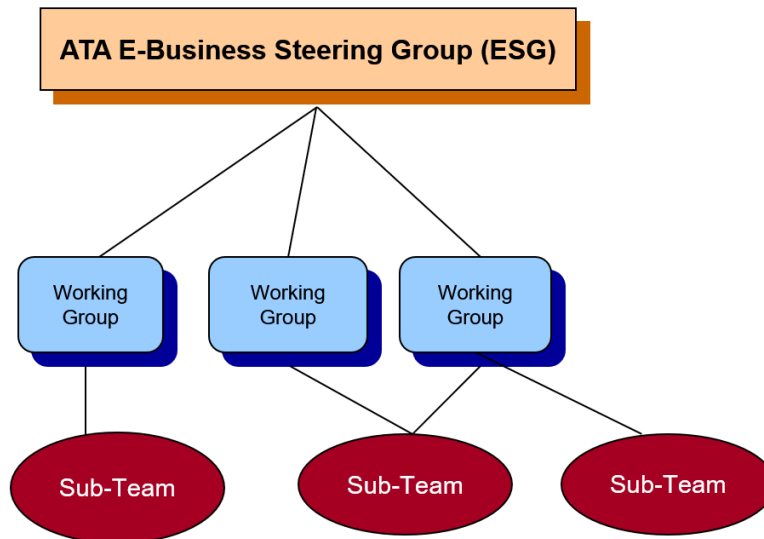 ATA E-Business Steering Group (ESG)
Working
Group
Working
Group
Working
Group
Sub-Team
Sub-Team
Sub-Team